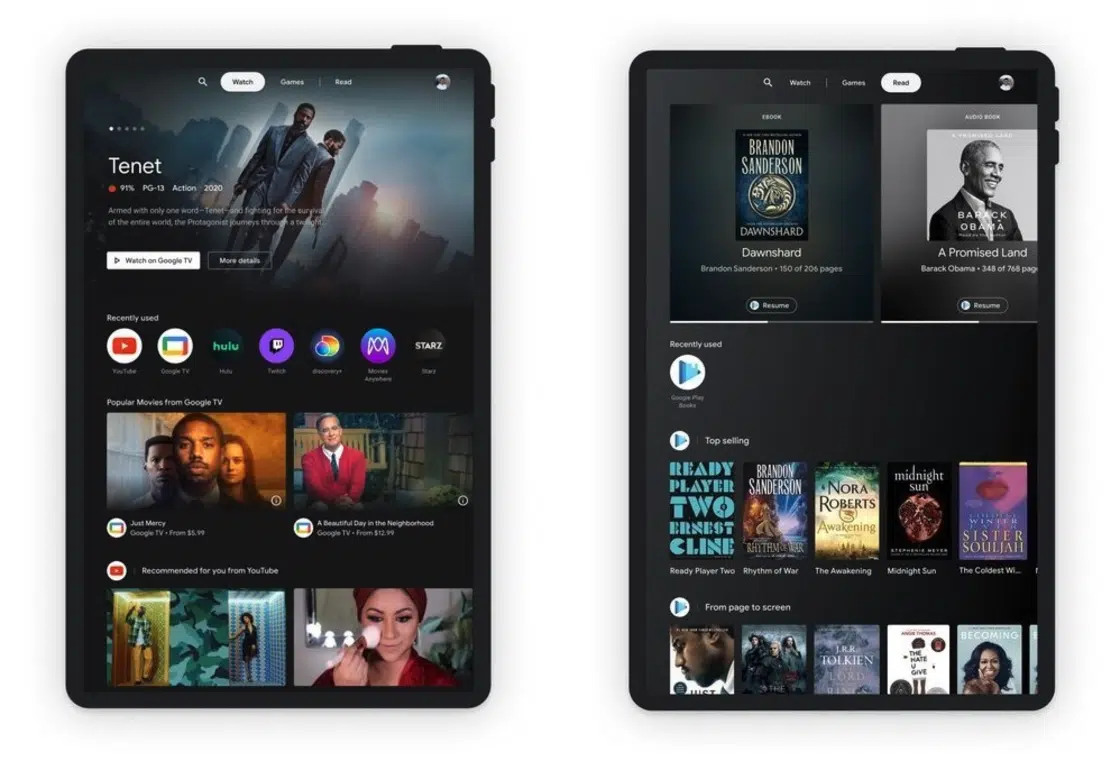 Watch
Games
Read
Tenet
91% PG-13 Action 2020
Armed with only one word—Tenet—and fighting for the survival
of the entire world, the Protagonist journeys through a twilight
Watch on Google TV
More details
Recently used
hulu
STARZ
YouTube
Google TV
Hulu
Twitch
discovery+
Movies
Anywhere
Starz
Popular Movies from Google TV
Just Mercy
Google TV • From $5.99
A Beautiful Day in the Neighborhood
Google TV • From $12.99
Recommended for you from YouTube
Watch
Games
Read
EBOOK
BRANDON
SANDERSON
DAWNSHARD
Dawnshard
Brandon Sanderson • 150 of 206 pages
Resume
AUDIO BOOK
A PROMISED LAND
BARACK
OBAMA
A Promised Land
Barack Obama • 348 of 768 page
Resume
Recently used
Google Play
Books
Top selling
READY
PLAYER
TWO
ERNEST
CLINE
BRANDON
SANDERSON
RHYTHM OF WAR
NORA
ROBERTS
Awakening
midnight
sun
STEPHENIE MEYER
COLDEST
WINTER
SISTER
SOULJAH
Ready Player Two
Rhythm of War
The Awakening
Midnight Sun
The Coldest Wi...
From page to screen
JUST
THE
J.R.R.
TOLKIEN
LORD
ANGIE THOMAS
THE
HATE
U
GIVE
BECOMING